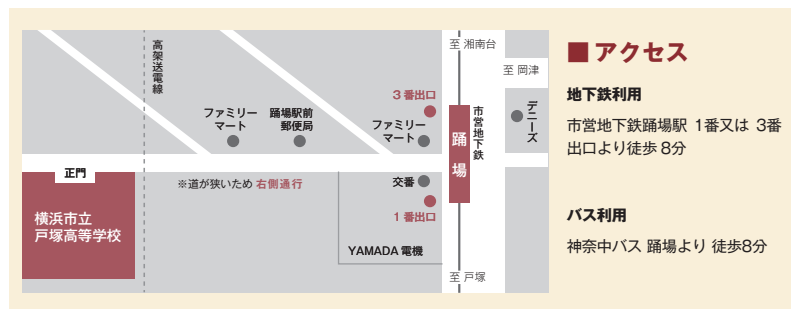 至 湘南台
至 岡津
高架送電線
3番出口
ファミリー
マート
踊場駅前
郵便局
ファミリー
マート
市営地下鉄
踊場
デニーズ
正門
※道が狭いため 右側通行
交番
1番出口
横浜市立
戸塚高等学校
YAMADA 電機
至 戸塚
■アクセス
地下鉄利用
市営地下鉄踊場駅 1番又は 3番
出口より徒歩 8分
バス利用
神奈中バス 踊場より 徒歩8分